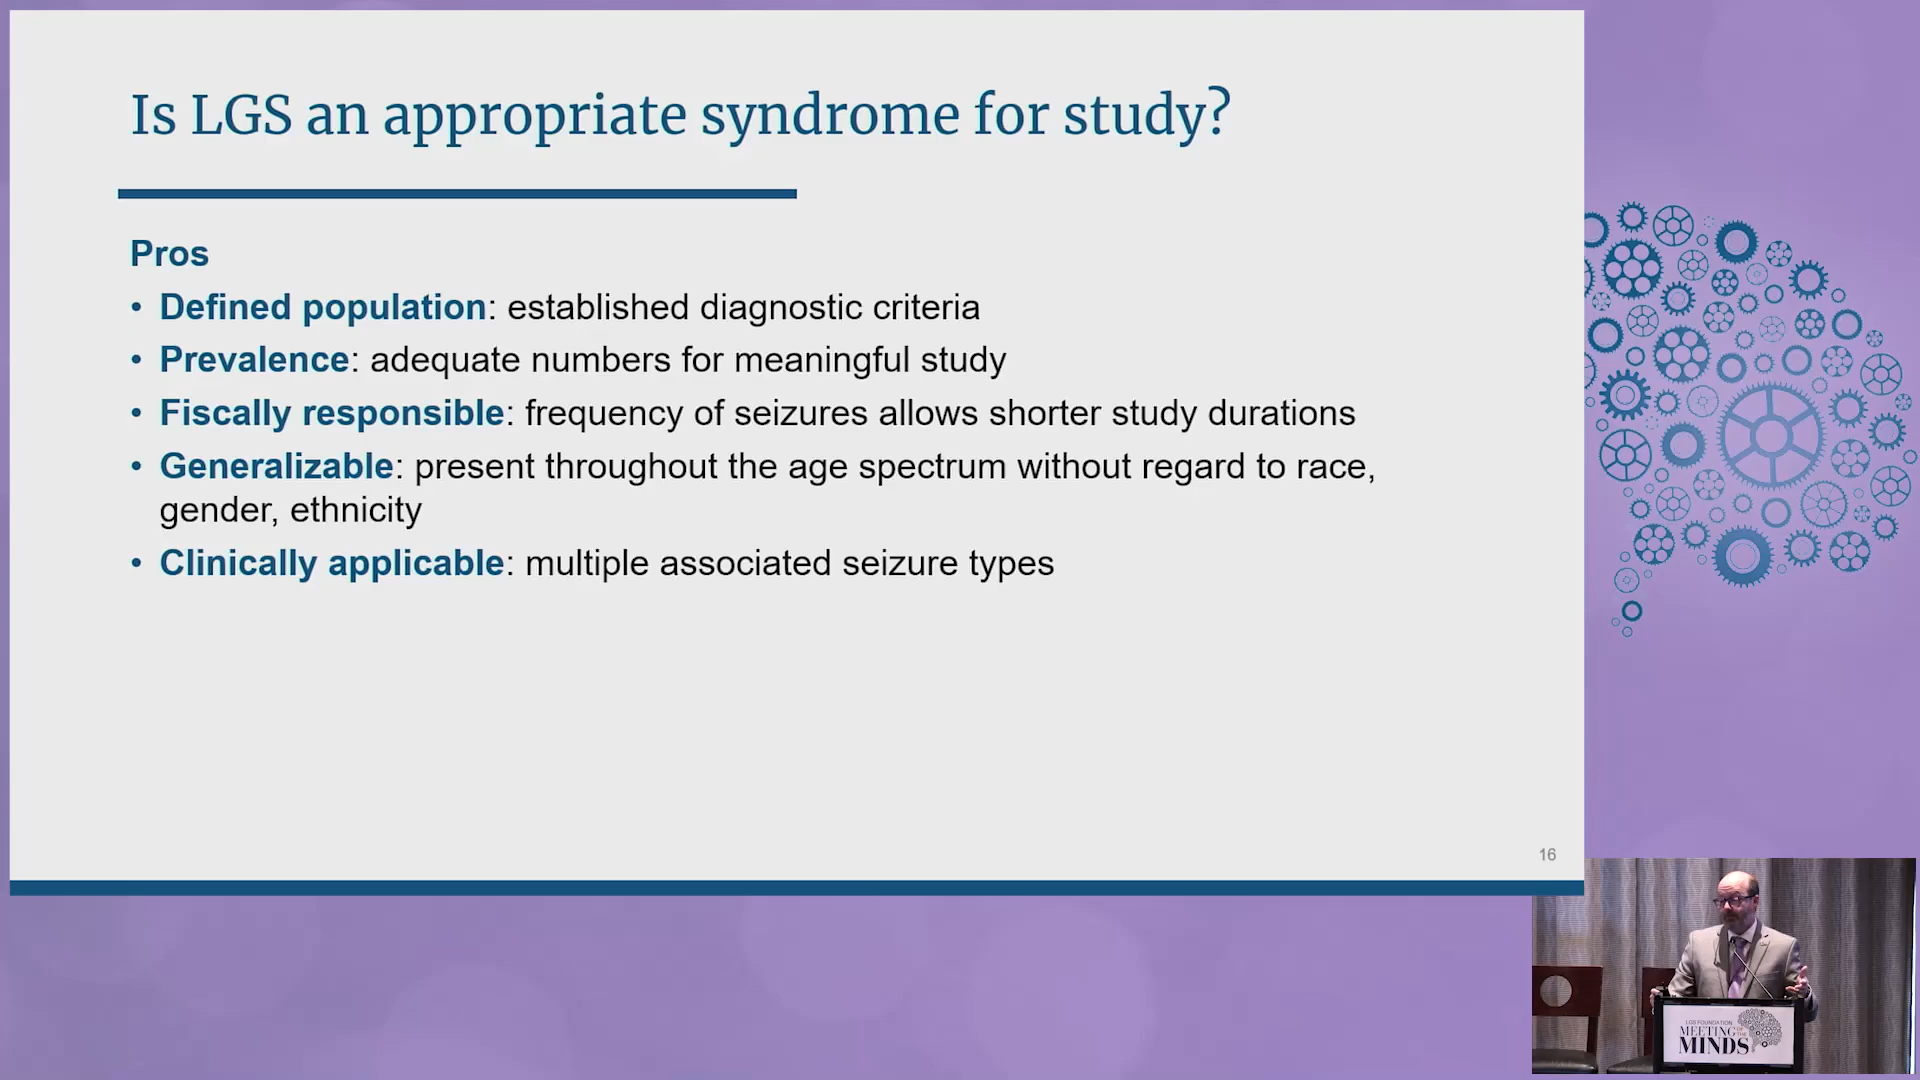 Is LGS an appropriate syndrome for study?
Pros
• Defined population: established diagnostic criteria
• Prevalence: adequate numbers for meaningful study
• Fiscally responsible: frequency of seizures allows shorter study durations
• Generalizable: present throughout the age spectrum without regard to race,
gender, ethnicity
• Clinically applicable: multiple associated seizure types
16
LGS FOUNDATION
MEETING OF THE
MINDS